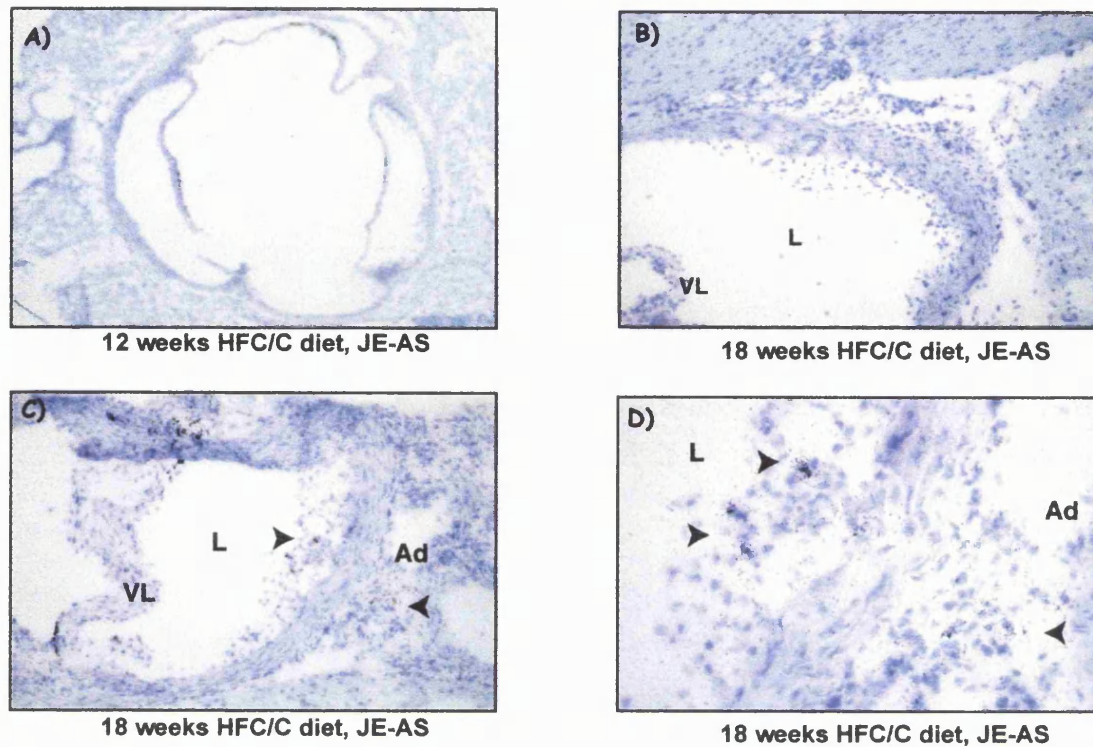 A)
12 weeks HFC/C diet, JE-AS
B)
L
VL
18 weeks HFC/C diet, JE-AS
C)
L
Ad
VL
18 weeks HFC/C diet, JE-AS
D)
L
Ad
18 weeks HFC/C diet, JE-AS